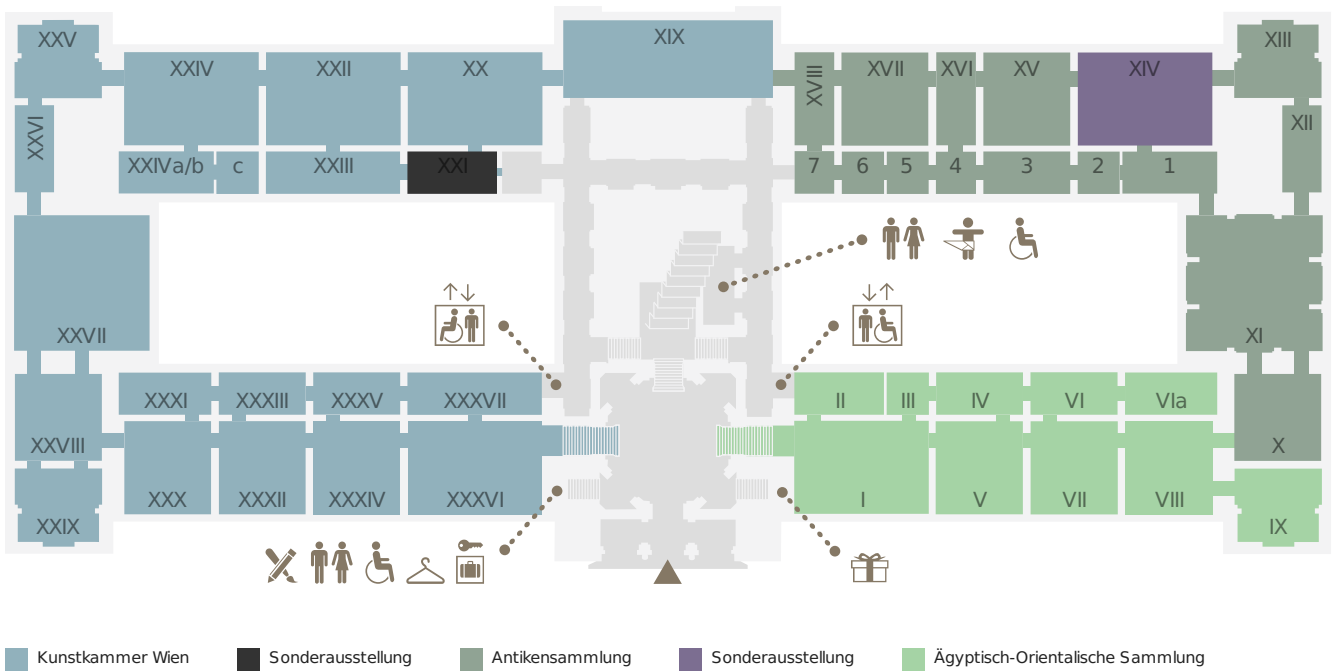 XXV
XXIV
XXII
XX
XIX
XVIII
XVII
XVI
XV
XIV
XIII
XXVI
XII
XXIVa/b
c
XXIII
XXI
7
6
5
4
3
2
1
XXVII
XI
XXXI
XXXIII
XXXV
XXXVII
II
III
IV
VI
VIa
XXVIII
X
XXX
XXXII
XXXIV
XXXVI
I
V
VII
VIII
XXIX
IX
Kunstkammer Wien
Sonderausstellung
Antikensammlung
Sonderausstellung
Ägyptisch-Orientalische Sammlung